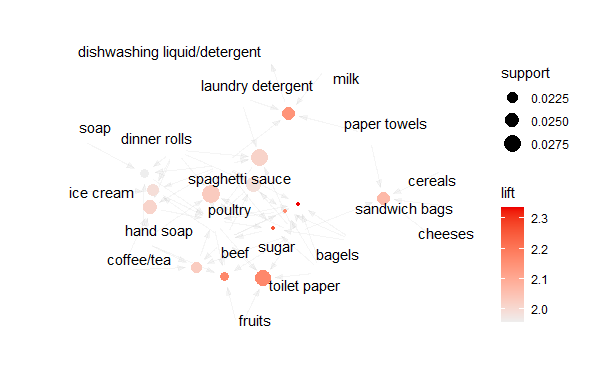 dishwashing liquid/detergent
laundry detergent
milk
soap
dinner rolls
paper towels
spaghetti sauce
ice cream
cereals
poultry
sandwich bags
hand soap
cheeses
coffee/tea
beef
sugar
bagels
toilet paper
fruits
support
0.0225
0.0250
0.0275
lift
2.3
2.2
2.1
2.0